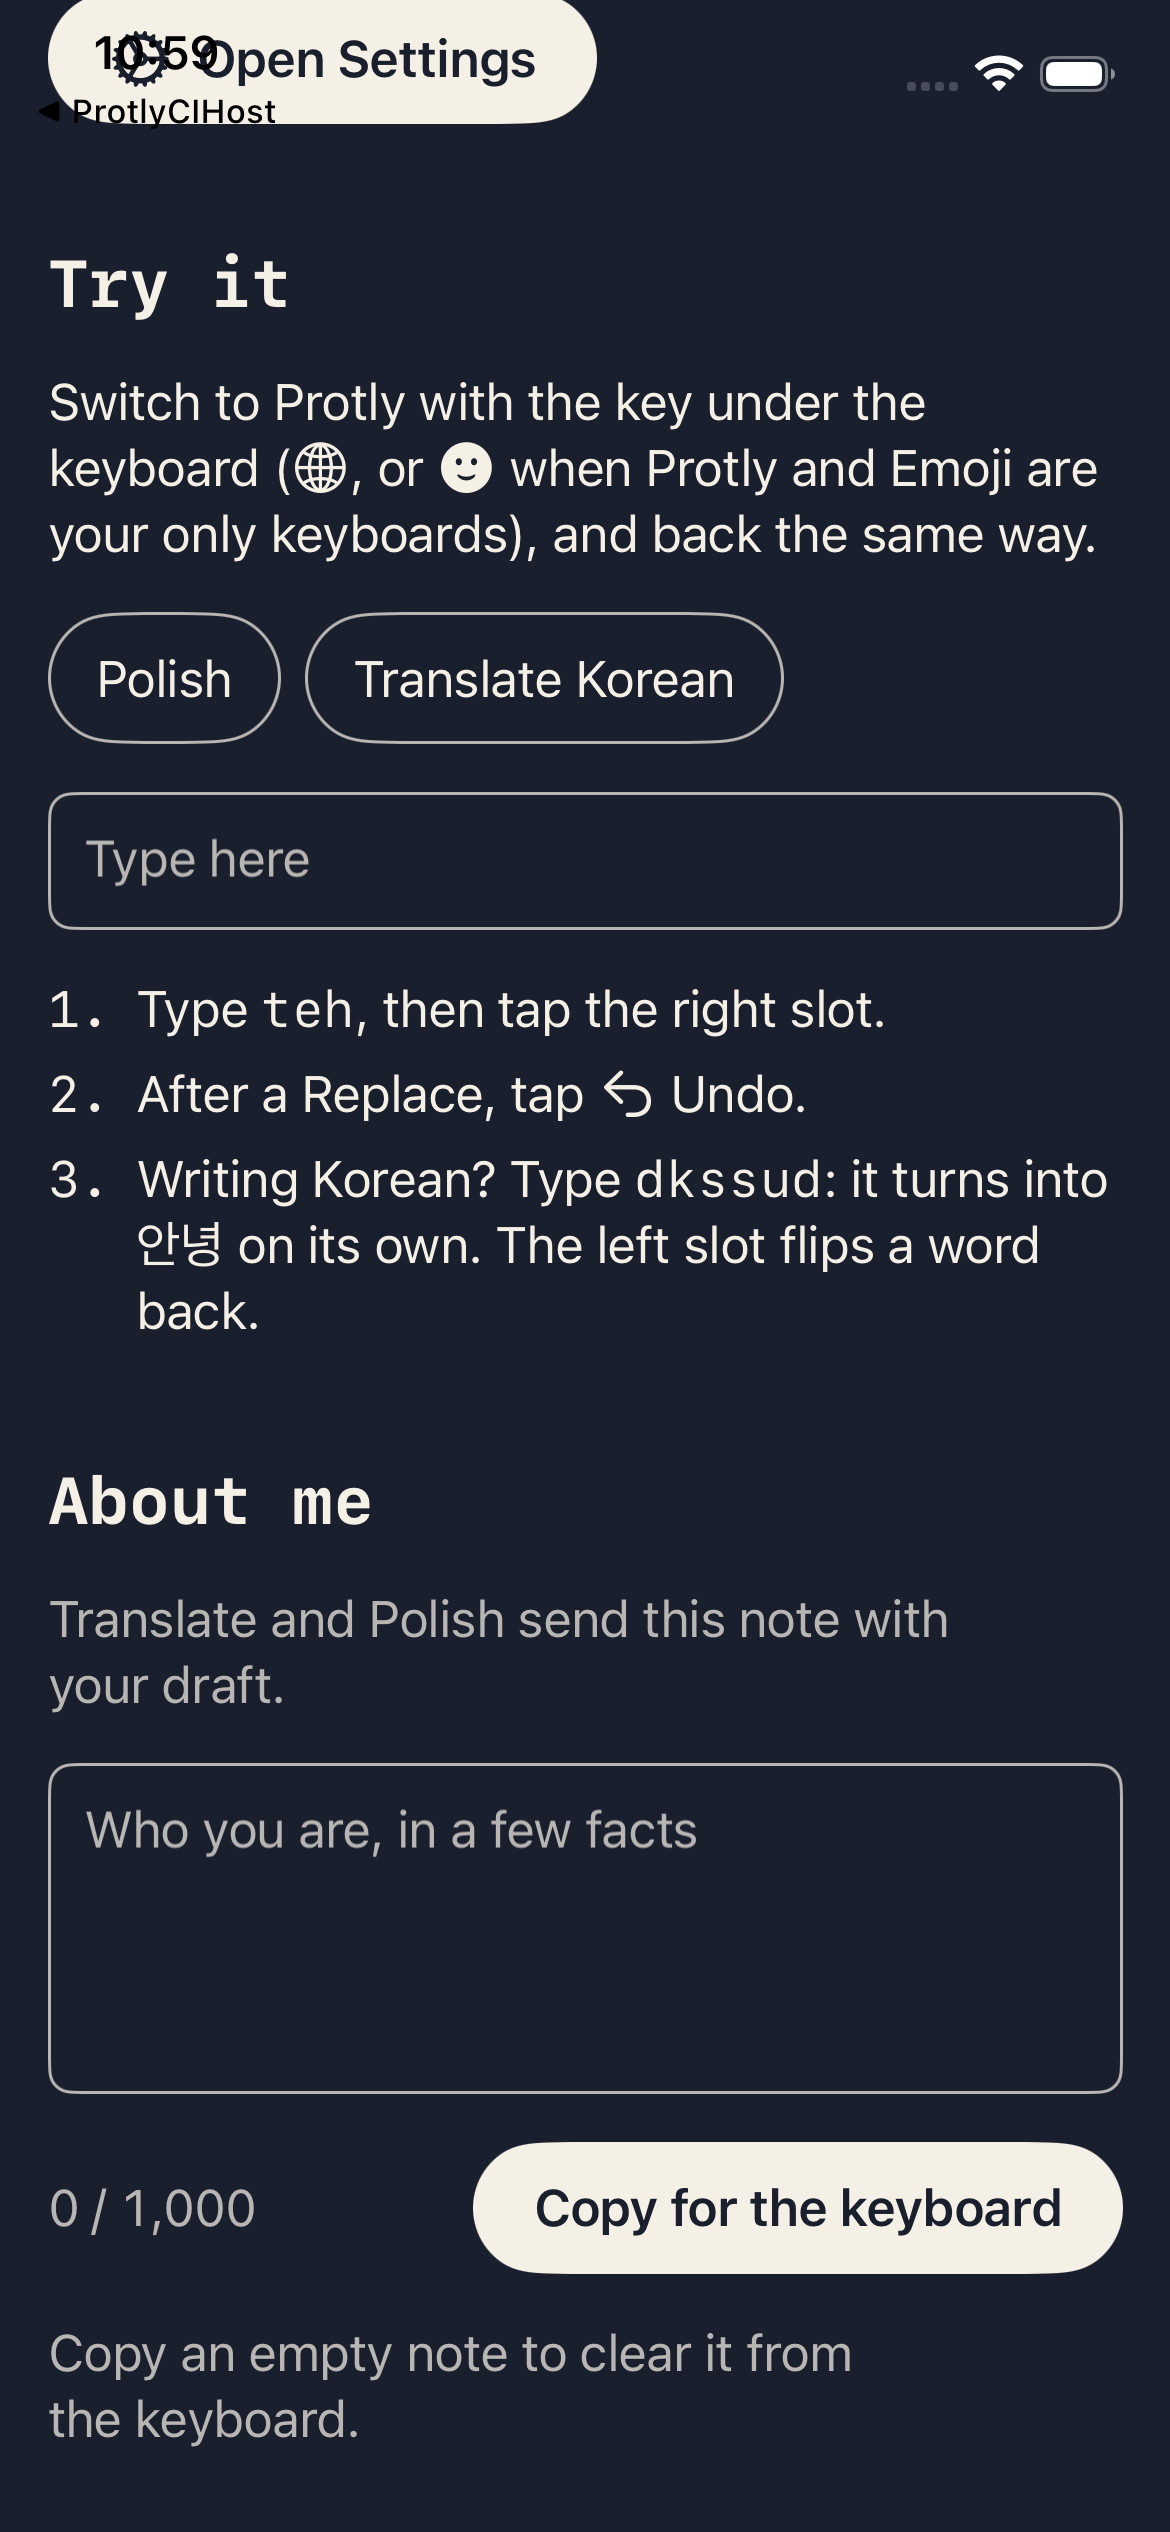 10:59
Open Settings
◀ ProtlyCIHost
Try it
Switch to Protly with the key under the
keyboard (🌐, or 🙂 when Protly and Emoji are
your only keyboards), and back the same way.
Polish
Translate Korean
Type here
1. Type teh, then tap the right slot.
2. After a Replace, tap ↩ Undo.
3. Writing Korean? Type dkssud: it turns into
안녕 on its own. The left slot flips a word
back.
About me
Translate and Polish send this note with
your draft.
Who you are, in a few facts
0 / 1,000
Copy for the keyboard
Copy an empty note to clear it from
the keyboard.